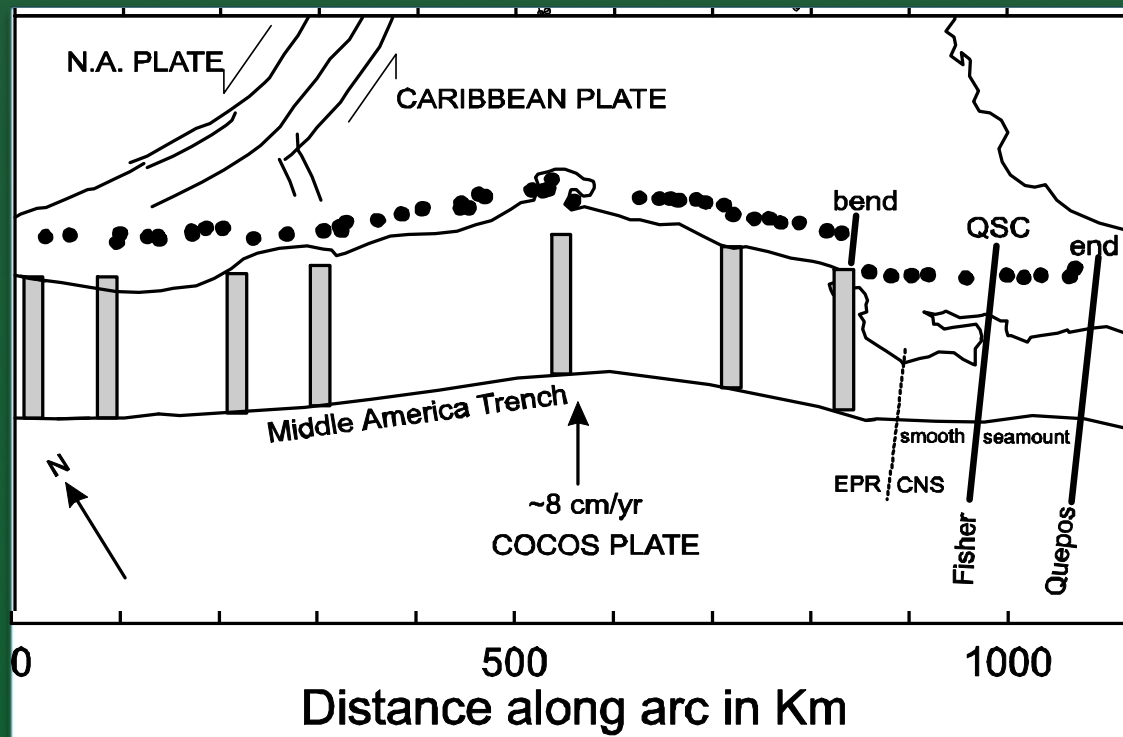 N.A. PLATE
CARIBBEAN PLATE
bend
QSC
end
Middle America Trench
smooth
seamount
N
EPR
CNS
~8 cm/yr
COCOS PLATE
Fisher
Quepos
0
500
1000
Distance along arc in Km